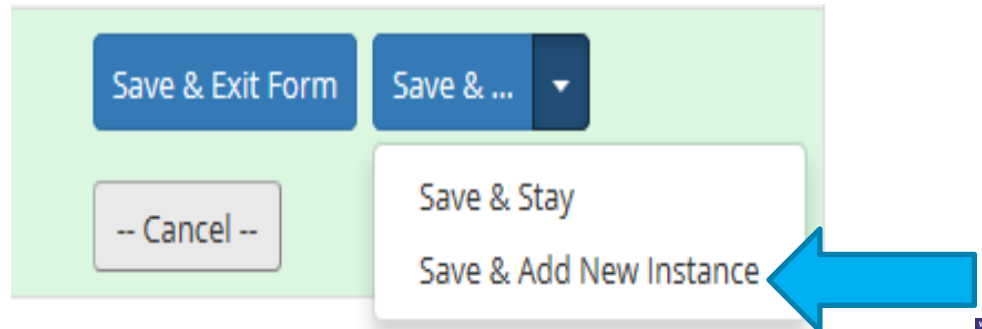 Save & Exit Form
Save & ...
Save & Stay
-- Cancel --
Save & Add New Instance